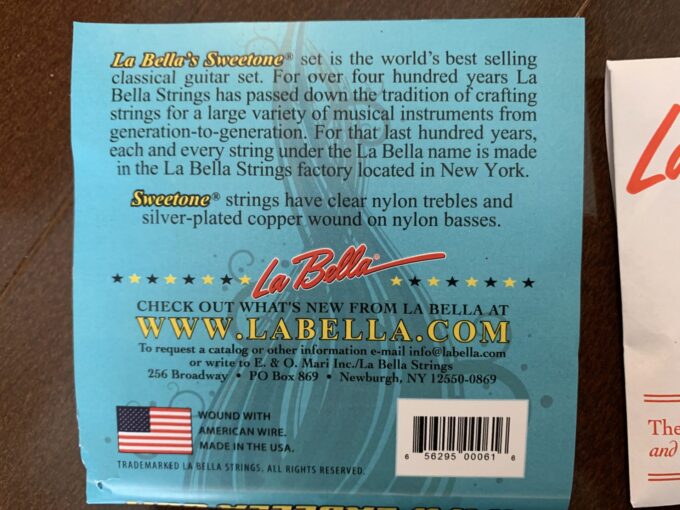 La Bella's Sweetone® set is the world's best selling
classical guitar set. For over four hundred years La
Bella Strings has passed down the tradition of crafting
strings for a large variety of musical instruments from
generation-to-generation. For that last hundred years,
each and every string under the La Bella name is made
in the La Bella Strings factory located in New York.
Sweetone® strings have clear nylon trebles and
silver-plated copper wound on nylon basses.
La Bella
CHECK OUT WHAT'S NEW FROM LA BELLA AT
WWW.LABELLA.COM
To request a catalog or other information e-mail info@labella.com
or write to E. & O. Mari Inc./La Bella Strings
256 Broadway • PO Box 869 • Newburgh, NY 12550-0869
WOUND WITH
AMERICAN WIRE.
MADE IN THE USA.
TRADEMARKED LA BELLA STRINGS. ALL RIGHTS RESERVED.
6 56295 00061 6
La
The
and